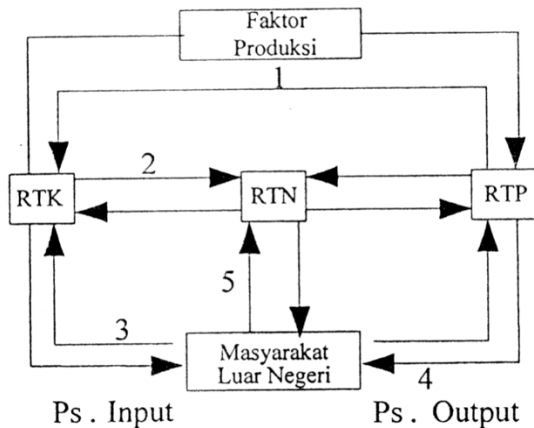 Faktor
Produksi
1
2
RTK
RTN
RTP
5
3
Masyarakat
Luar Negeri
4
Ps . Input
Ps . Output